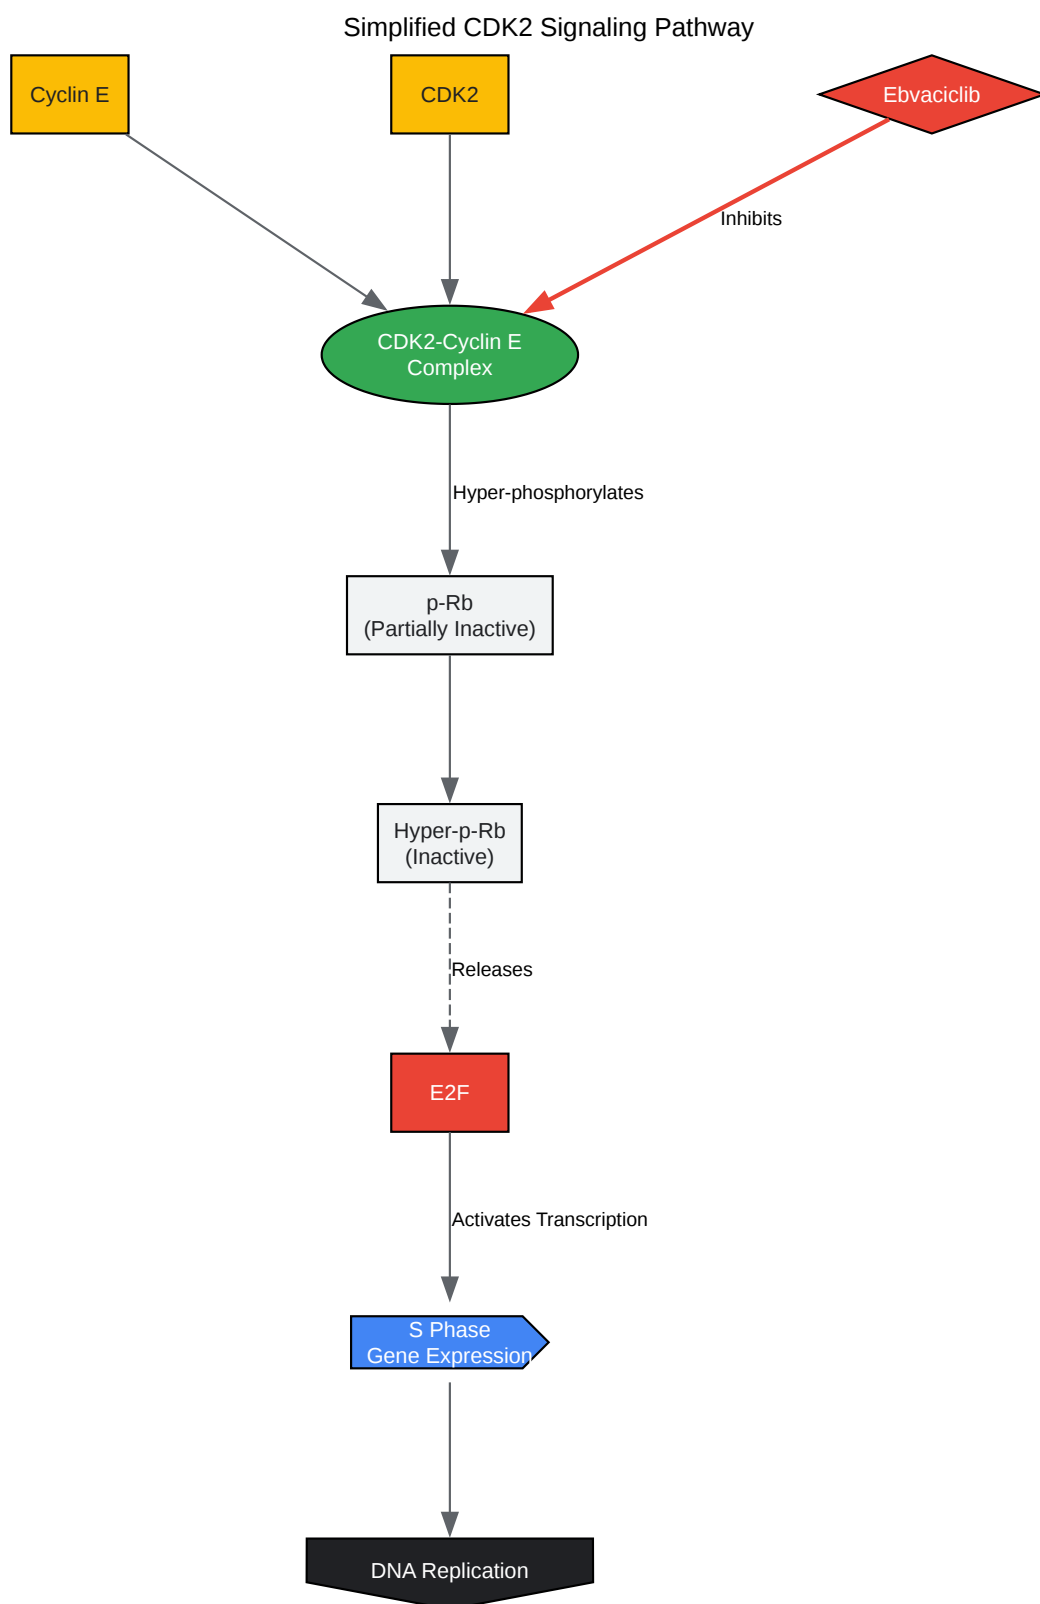 Simplified CDK2 Signaling Pathway
Cyclin E
CDK2
Ebvaciclib
Inhibits
CDK2-Cyclin E
Complex
Hyper-phosphorylates
p-Rb
(Partially Inactive)
Hyper-p-Rb
(Inactive)
Releases
E2F
Activates Transcription
S Phase
Gene Expression
DNA Replication